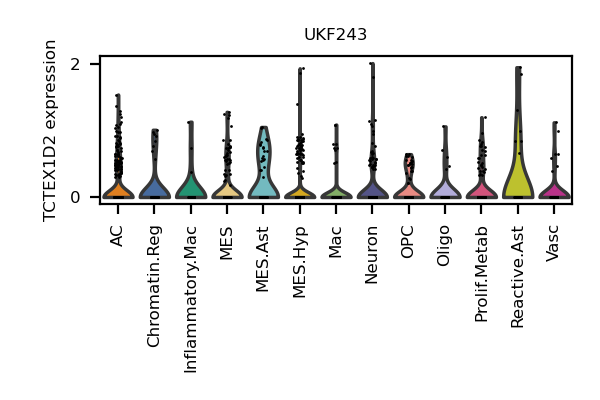 UKF243
TCTEX1D2 expression
2
0
AC
Chromatin.Reg
Inflammatory.Mac
MES
MES.Ast
MES.Hyp
Mac
Neuron
OPC
Oligo
Prolif.Metab
Reactive.Ast
Vasc